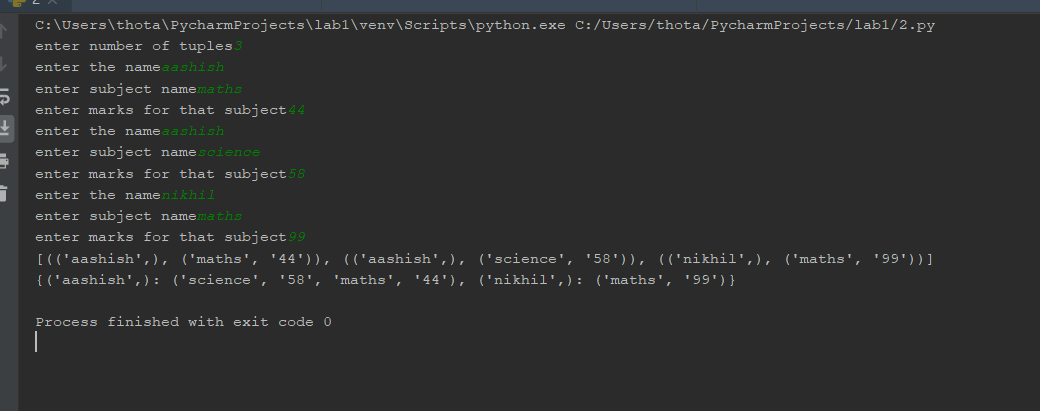 2
C:\Users\thota\PycharmProjects\lab1\venv\Scripts\python.exe C:/Users/thota/PycharmProjects/lab1/2.py
enter number of tuples3
enter the nameaashish
enter subject namemaths
enter marks for that subject44
enter the nameaashish
enter subject namescience
enter marks for that subject58
enter the namenikhil
enter subject namemaths
enter marks for that subject99
[(('aashish',), ('maths', '44')), (('aashish',), ('science', '58')), (('nikhil',), ('maths', '99'))]
{('aashish',): ('science', '58', 'maths', '44'), ('nikhil',): ('maths', '99')}
Process finished with exit code 0